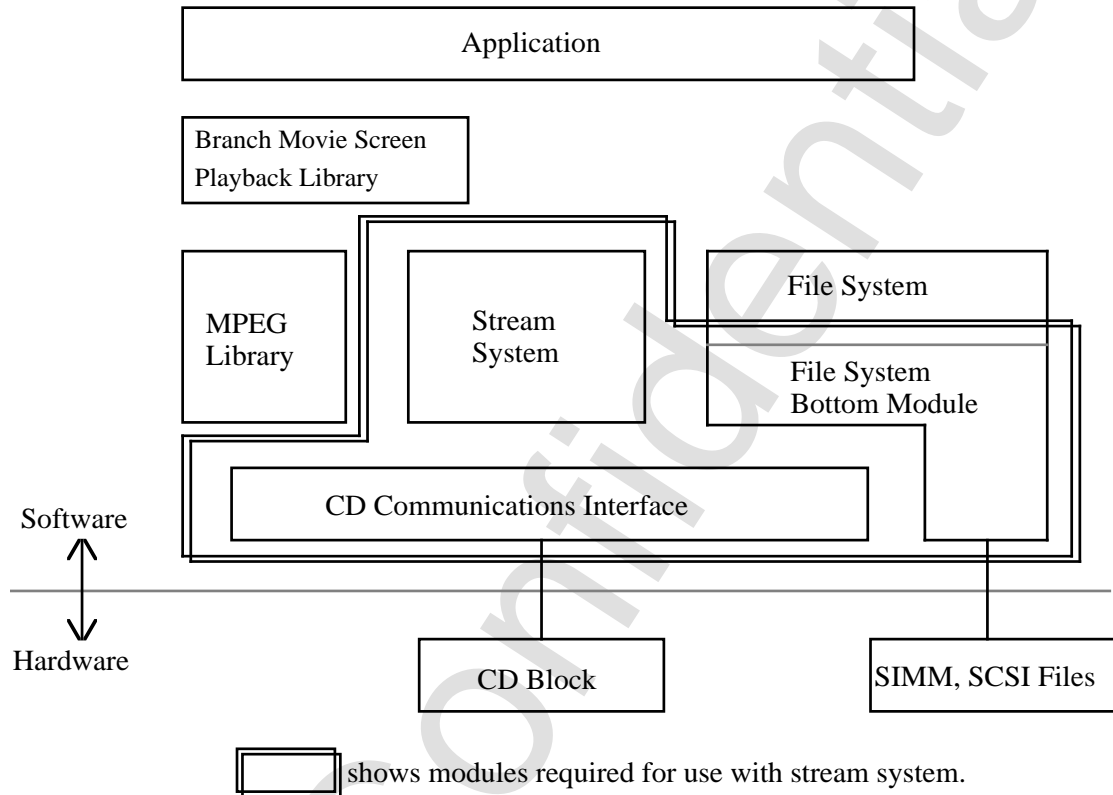 Application
Branch Movie Screen
Playback Library
MPEG
Library
Stream
System
File System
File System
Bottom Module
CD Communications Interface
Software
Hardware
CD Block
SIMM, SCSI Files
shows modules required for use with stream system.
Confidential